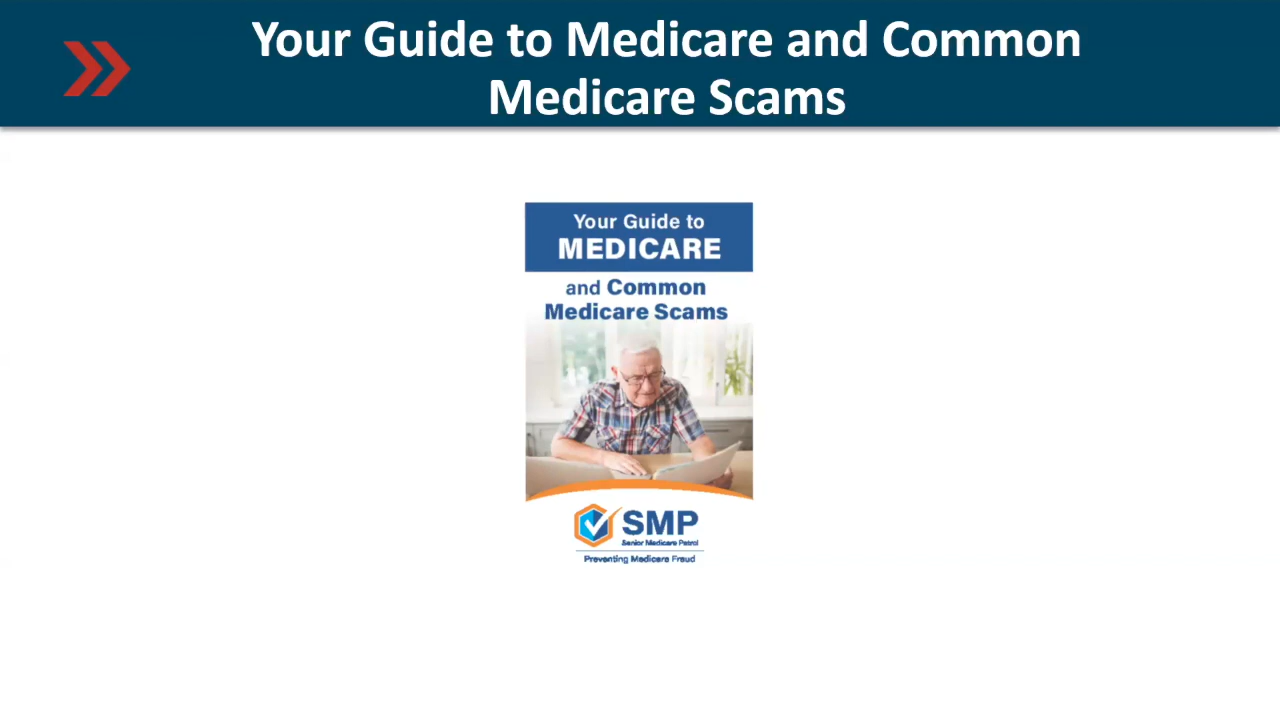 Your Guide to Medicare and Common
Medicare Scams
Your Guide to
MEDICARE
and Common
Medicare Scams
SMP
Senior Medicare Patrol
Preventing Medicare Fraud